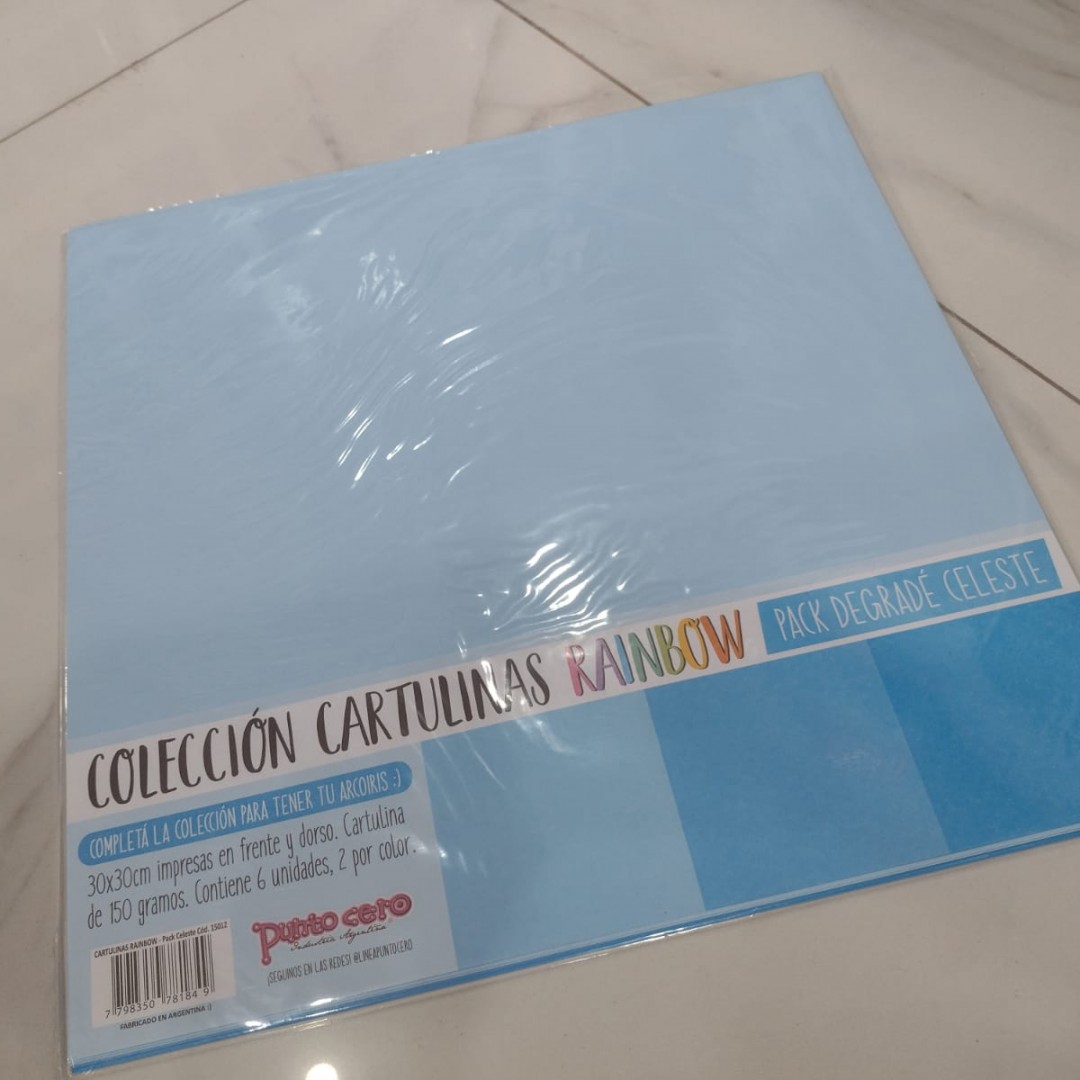 COLECCIÓN CARTULINAS RAINBOW
PACK DEGRADÉ CELESTE
COMPLETÁ LA COLECCIÓN PARA TENER TU ARCOIRIS :)
30x30cm impresas en frente y dorso. Cartulina
de 150 gramos. Contiene 6 unidades, 2 por color.
CARTULINAS RAINBOW - Pack Celeste Cód. 15012
7 798350 78184 9
FABRICADO EN ARGENTINA :)
punto cero
Industria Argentina
¡SEGUINOS EN LAS REDES! @LINEAPUNTOCERO